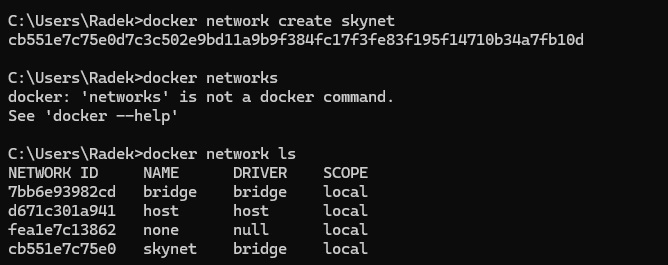 C:\Users\Radek>docker network create skynet
cb551e7c75e0d7c3c502e9bd11a9b9f384fc17f3fe83f195f14710b34a7fb10d
C:\Users\Radek>docker networks
docker: 'networks' is not a docker command.
See 'docker --help'
C:\Users\Radek>docker network ls
NETWORK ID     NAME      DRIVER    SCOPE
7bb6e93982cd   bridge    bridge    local
d671c301a941   host      host      local
fea1e7c13862   none      null      local
cb551e7c75e0   skynet    bridge    local